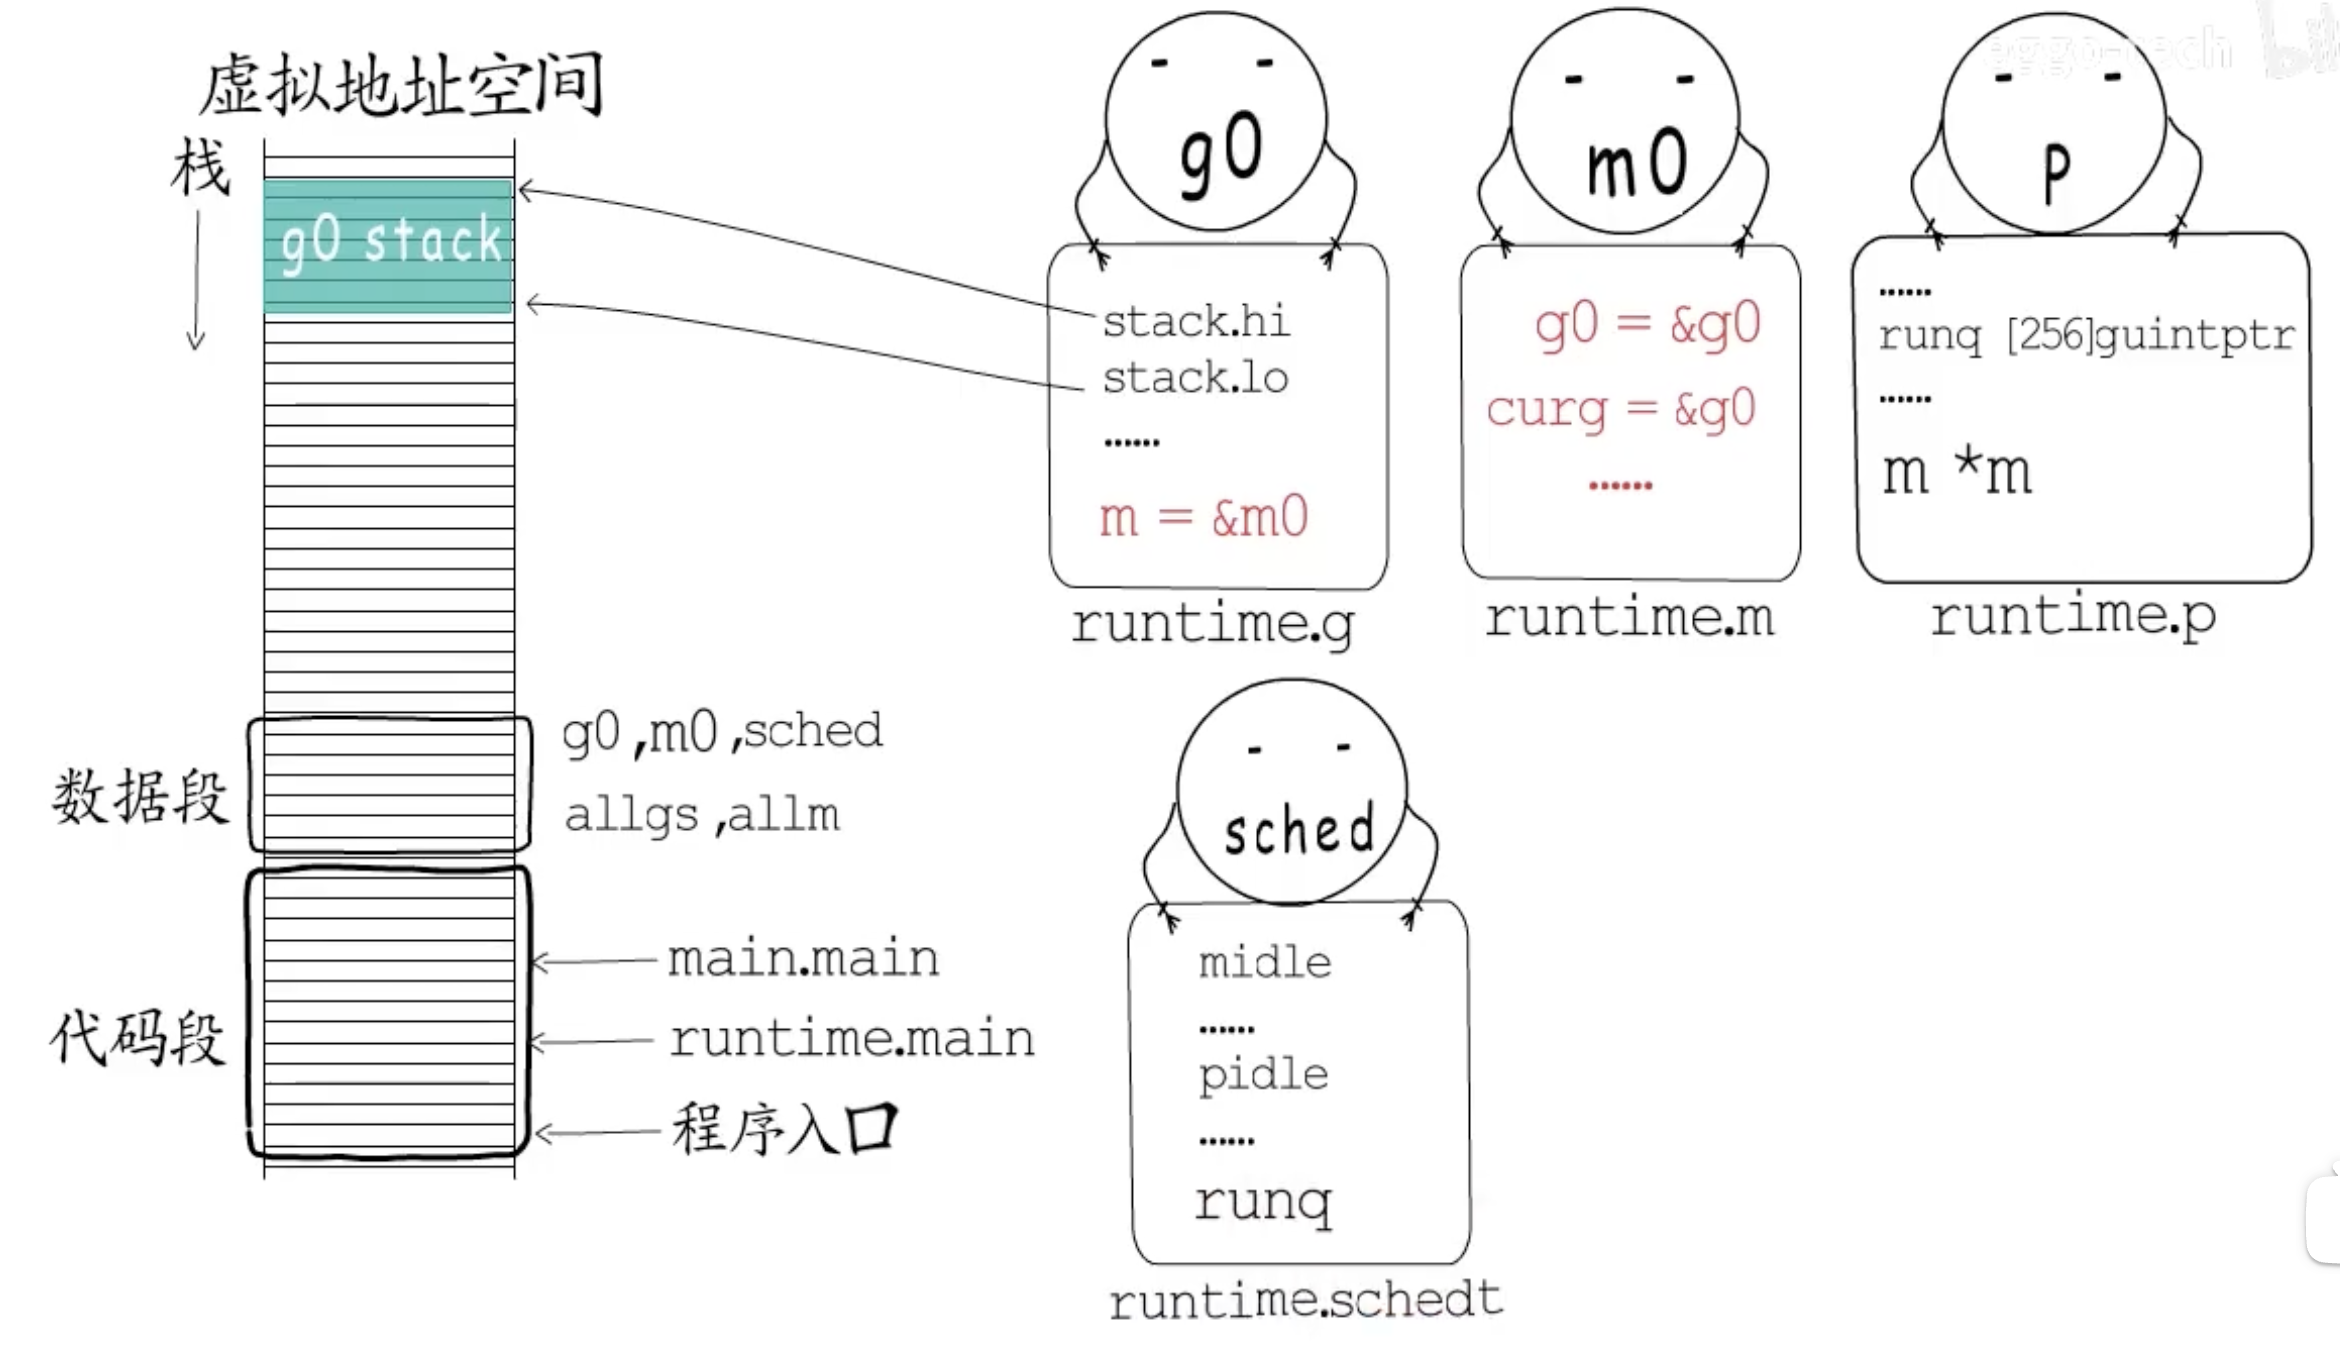 虚拟地址空间
栈
g0 stack
数据段
g0 ,m0 ,sched
allgs ,allm
代码段
main.main
runtime.main
程序入口
g0
stack.hi
stack.lo
......
m = &m0
runtime.g
m0
g0 = &g0
curg = &g0
......
runtime.m
p
......
runq [256]guintptr
......
m *m
runtime.p
sched
midle
......
pidle
......
runq
runtime.schedt